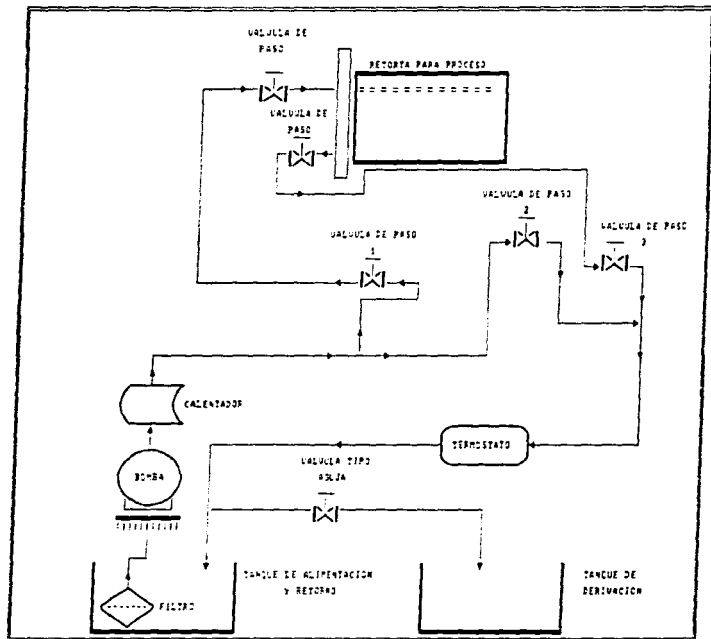 VALVULA DE
PASO
RETORTA PARA PROCESO
VALVULA DE
PASO
VALVULA DE PASO
2
VALVULA DE PASO
3
VALVULA DE PASO
1
CALENTADOR
TERMOSTATO
VALVULA TIPO
AGUJA
BOMBA
TANQUE DE ALIMENTACION
Y RETORNO
TANQUE DE
DERIVACION
FILTRO